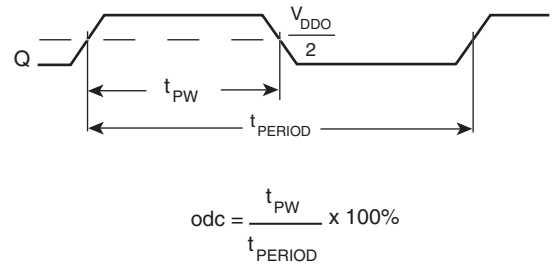 V_DDO
2
Q
t_PW
t_PERIOD
odc = t_PW / t_PERIOD x 100%